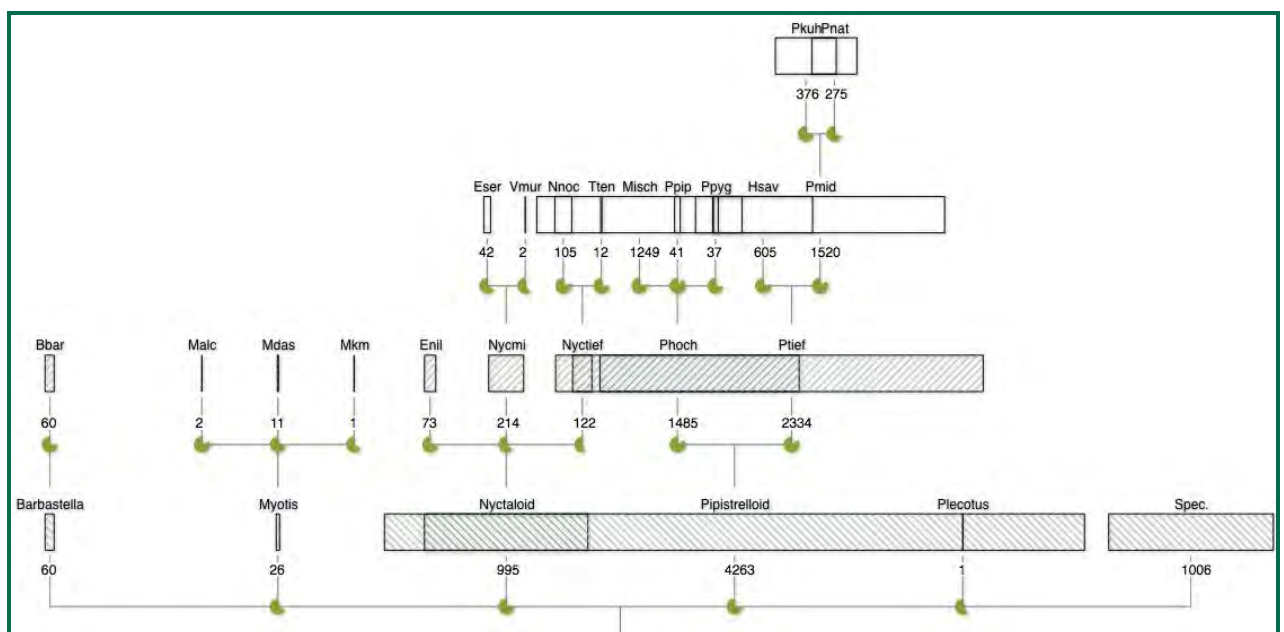 Pkuh Pnat
376 275
Eser Vmur Nnoc Tten Misch Ppip Ppyg Hsav Pmid
42 2 105 12 1249 41 37 605 1520
Bbar Malc Mdas Mkm Enil Nycmi Nyctief Phoch Ptief
60 2 11 1 73 214 122 1485 2334
Barbastella Myotis Nyctaloid Pipistrelloid Plecotus Spec.
60 26 995 4263 1 1006